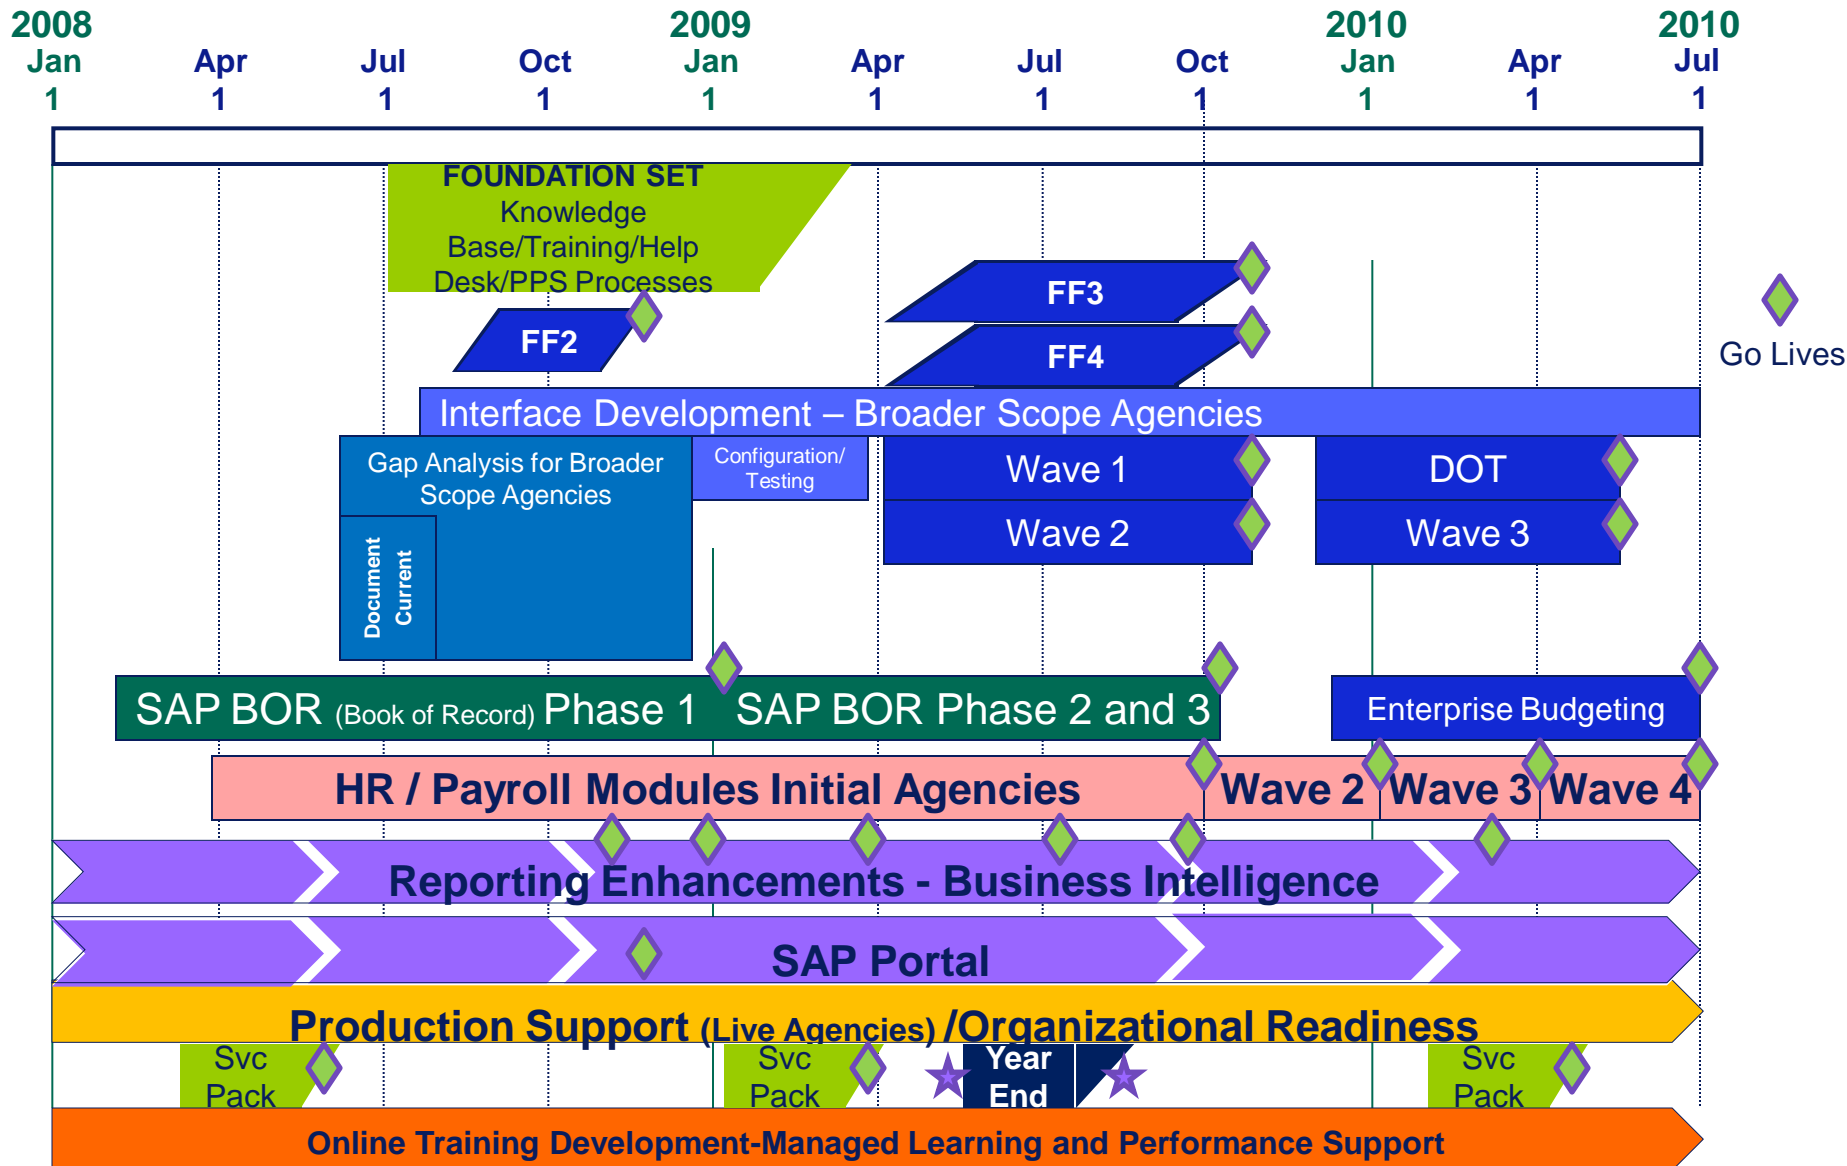 2008 2009 2010 2010
Jan Apr Jul Oct Jan Apr Jul Oct Jan Apr Jul
1 1 1 1 1 1 1 1 1 1 1
FOUNDATION SET
Knowledge
Base/Training/Help
Desk/PPS Processes
FF3
FF2
FF4
Go Lives
Interface Development – Broader Scope Agencies
Gap Analysis for Broader
Scope Agencies
Configuration/
Testing
Wave 1
DOT
Wave 2
Wave 3
Document
Current
SAP BOR (Book of Record) Phase 1
SAP BOR Phase 2 and 3
Enterprise Budgeting
HR / Payroll Modules Initial Agencies
Wave 2
Wave 3
Wave 4
Reporting Enhancements - Business Intelligence
SAP Portal
Production Support (Live Agencies) /Organizational Readiness
Svc
Pack
Svc
Pack
Year
End
Svc
Pack
Online Training Development-Managed Learning and Performance Support